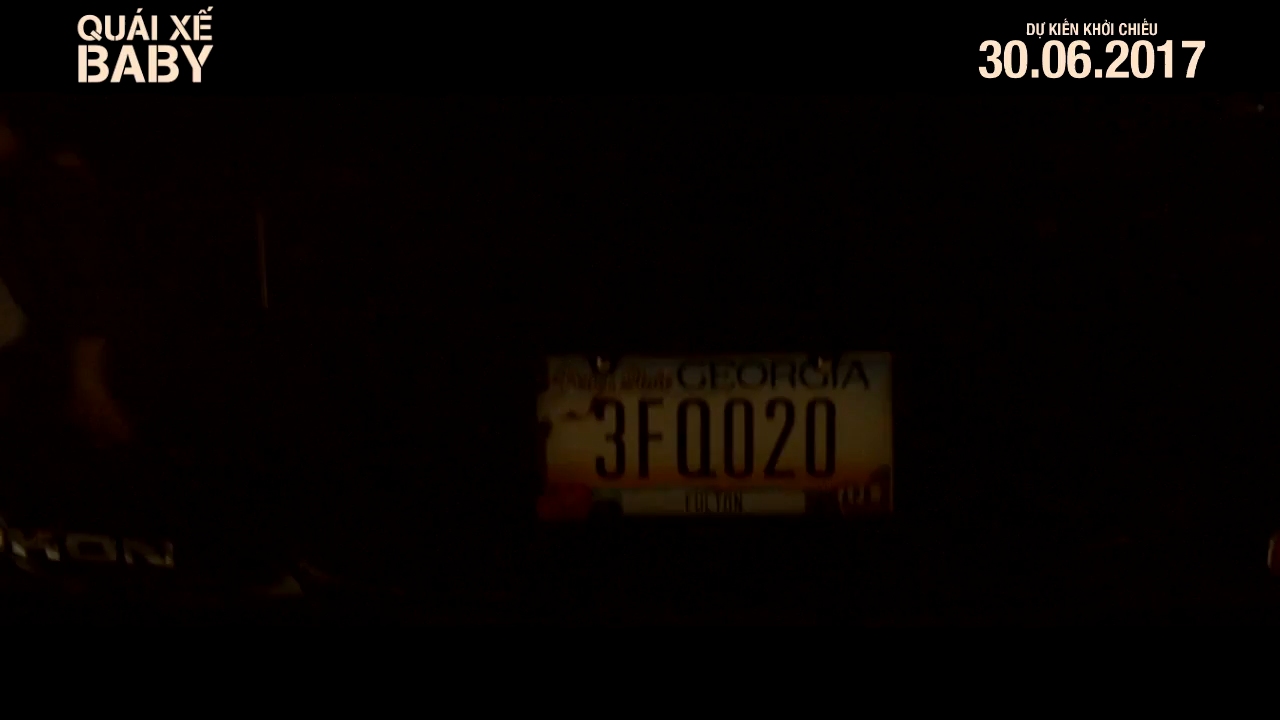 QUÁI XẾ
BABY
DỰ KIẾN KHỞI CHIẾU
30.06.2017
GEORGIA
3FQ020
FULTON